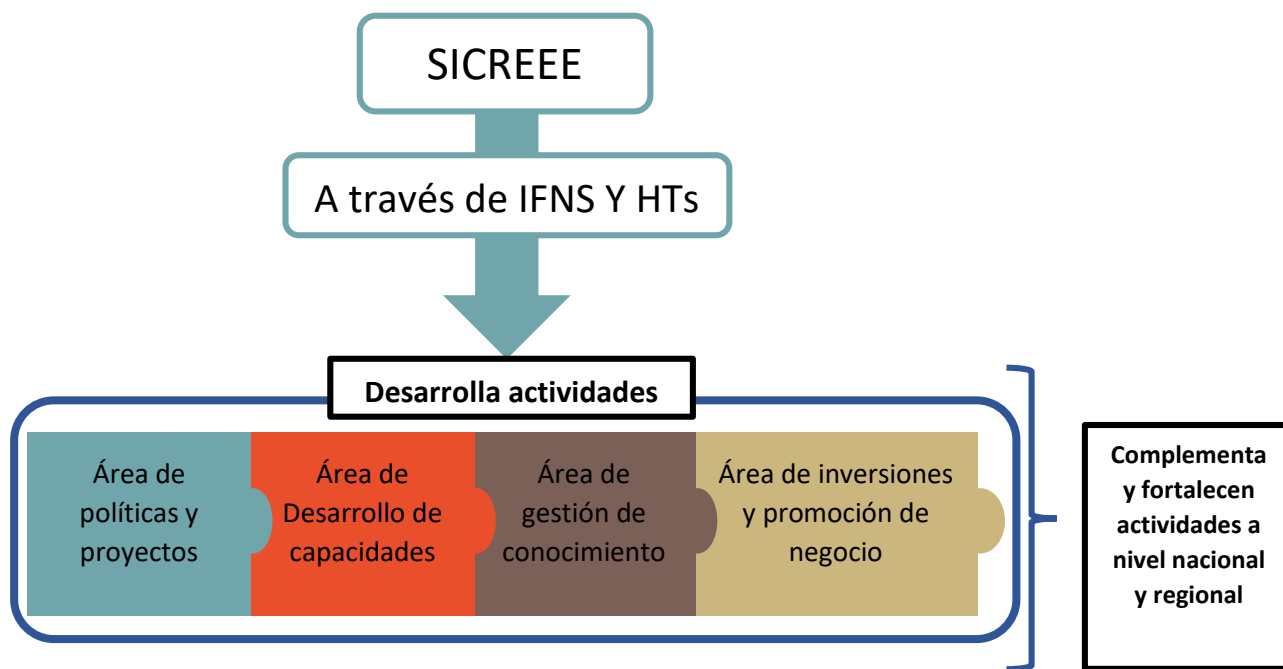 SICREEE
A través de IFNS Y HTs
Desarrolla actividades
Área de
políticas y
proyectos
Área de
Desarrollo de
capacidades
Área de
gestión de
conocimiento
Área de inversiones
y promoción de
negocio
Complementa
y fortalecen
actividades a
nivel nacional
y regional